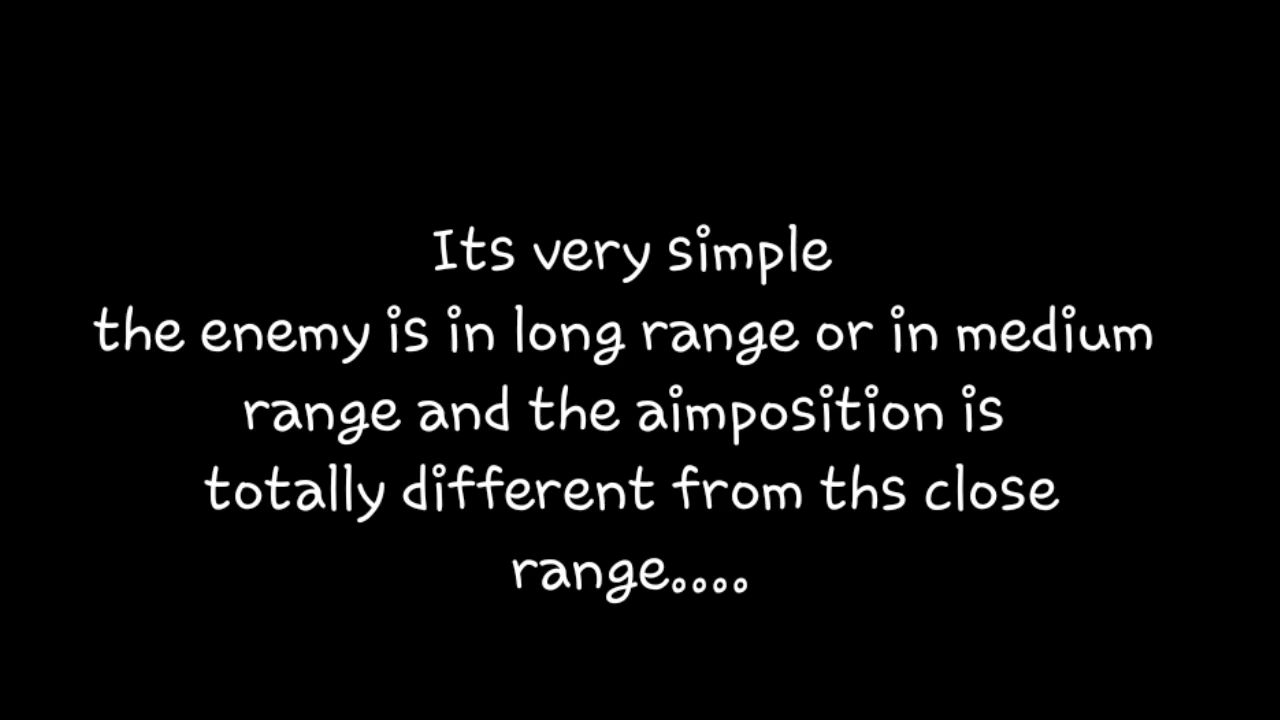 Its very simple
the enemy is in long range or in medium
range and the aimposition is
totally different from ths close
range....